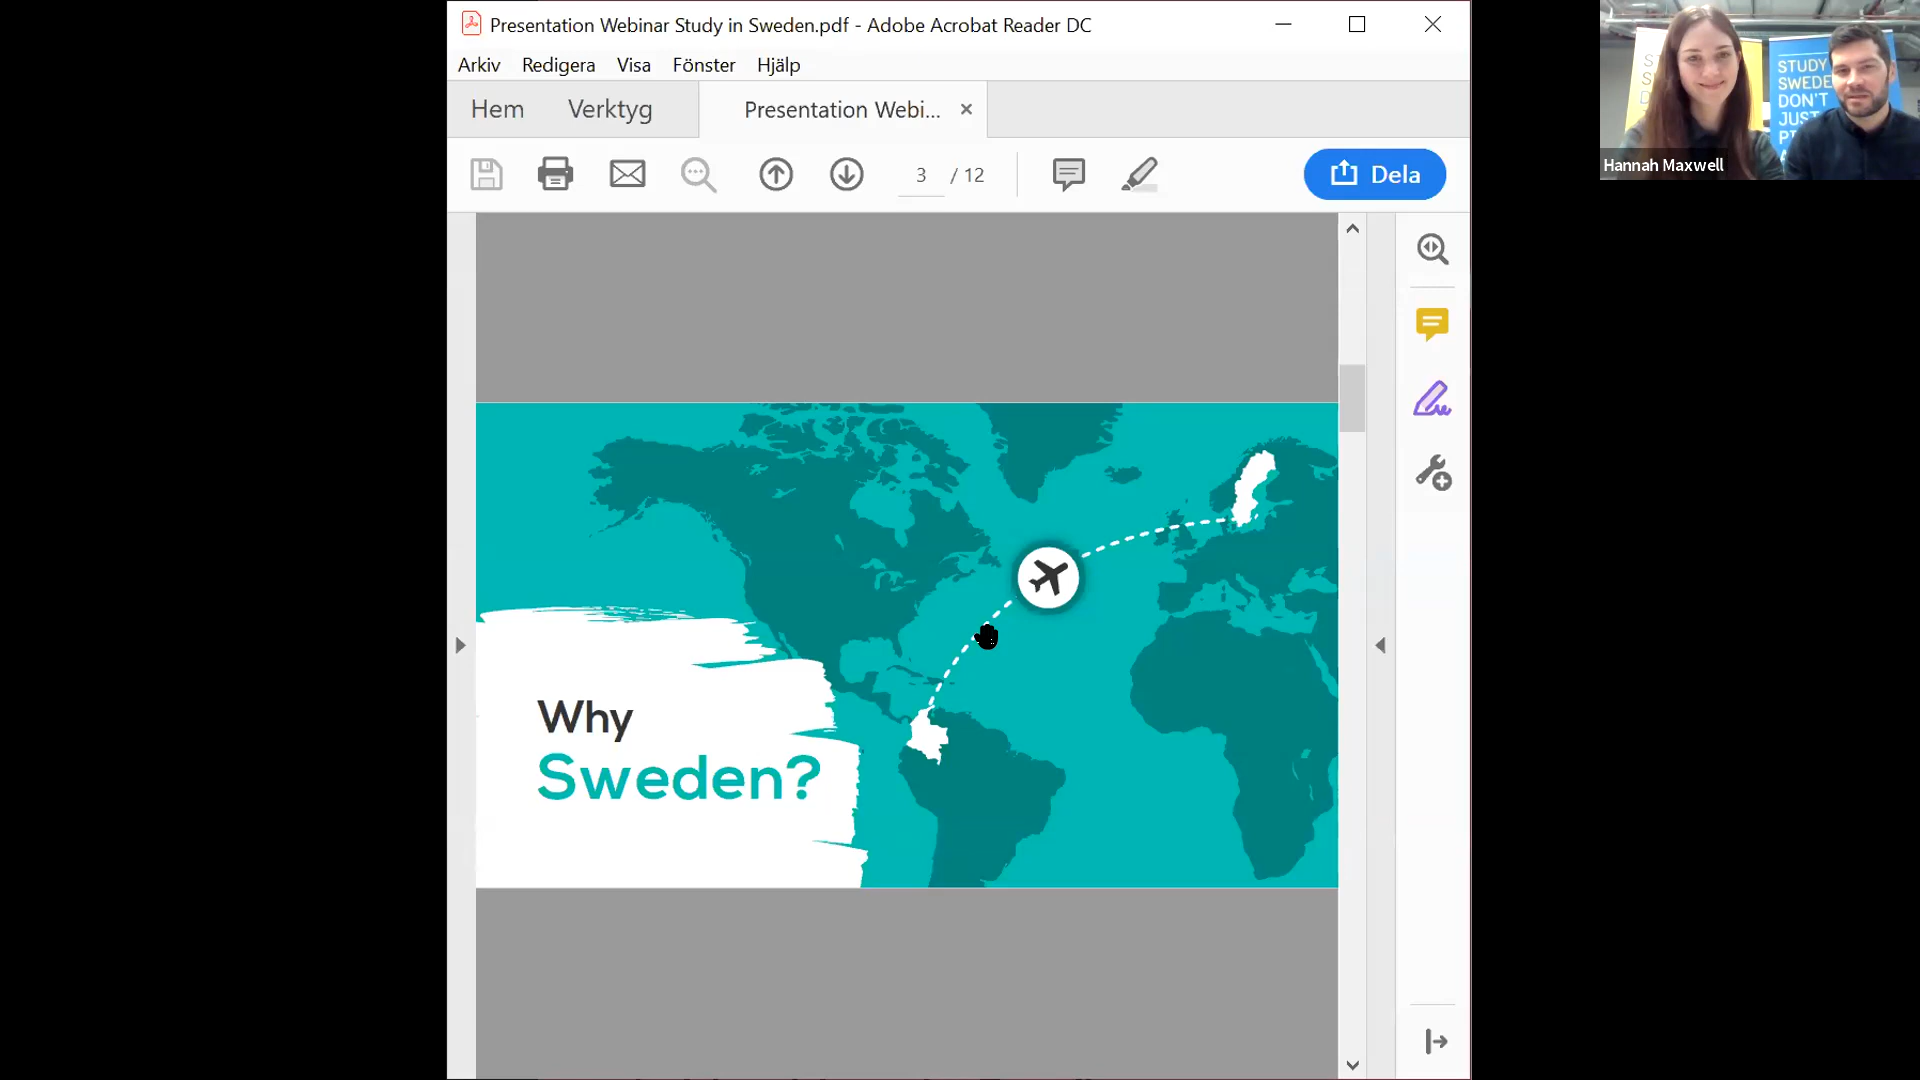 Presentation Webinar Study in Sweden.pdf - Adobe Acrobat Reader DC
Arkiv Redigera Visa Fönster Hjälp
Hem Verktyg Presentation Webi...
3 / 12
Dela
Why
Sweden?
STUDY
SWEDE
DON'T
JUST
Hannah Maxwell